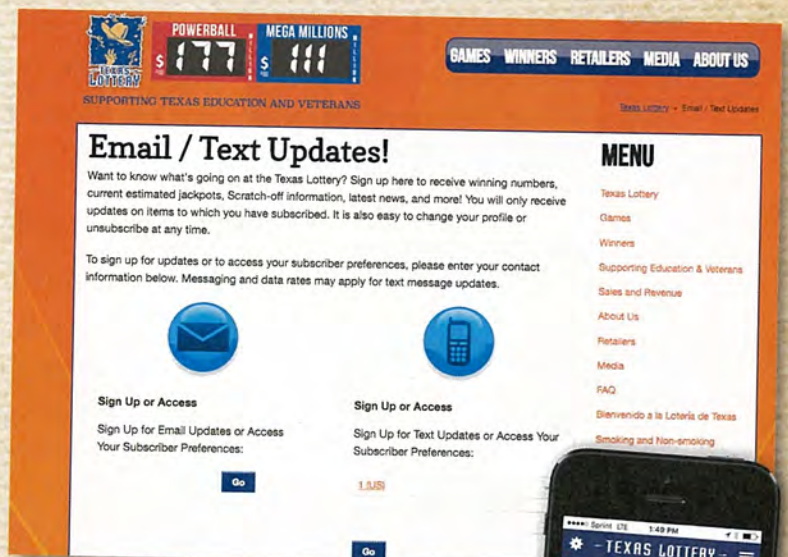 POWERBALL
MEGA MILLIONS
$ 177 MILLION
$ 111 MILLION
TEXAS
LOTTERY
GAMES WINNERS RETAILERS MEDIA ABOUT US
SUPPORTING TEXAS EDUCATION AND VETERANS
Texas Lottery • Email / Text Updates
Email / Text Updates!
Want to know what's going on at the Texas Lottery? Sign up here to receive winning numbers,
current estimated jackpots, Scratch-off information, latest news, and more! You will only receive
updates on items to which you have subscribed. It is also easy to change your profile or
unsubscribe at any time.
To sign up for updates or to access your subscriber preferences, please enter your contact
information below. Messaging and data rates may apply for text message updates.
Sign Up or Access
Sign Up for Email Updates or Access
Your Subscriber Preferences:
Go
Sign Up or Access
Sign Up for Text Updates or Access Your
Subscriber Preferences:
1 (US)
Go
MENU
Texas Lottery
Games
Winners
Supporting Education & Veterans
Sales and Revenue
About Us
Retailers
Media
FAQ
Bienvenido a la Lotería de Texas
Smoking and Non-smoking
Sprint LTE 1:49 PM
TEXAS LOTTERY